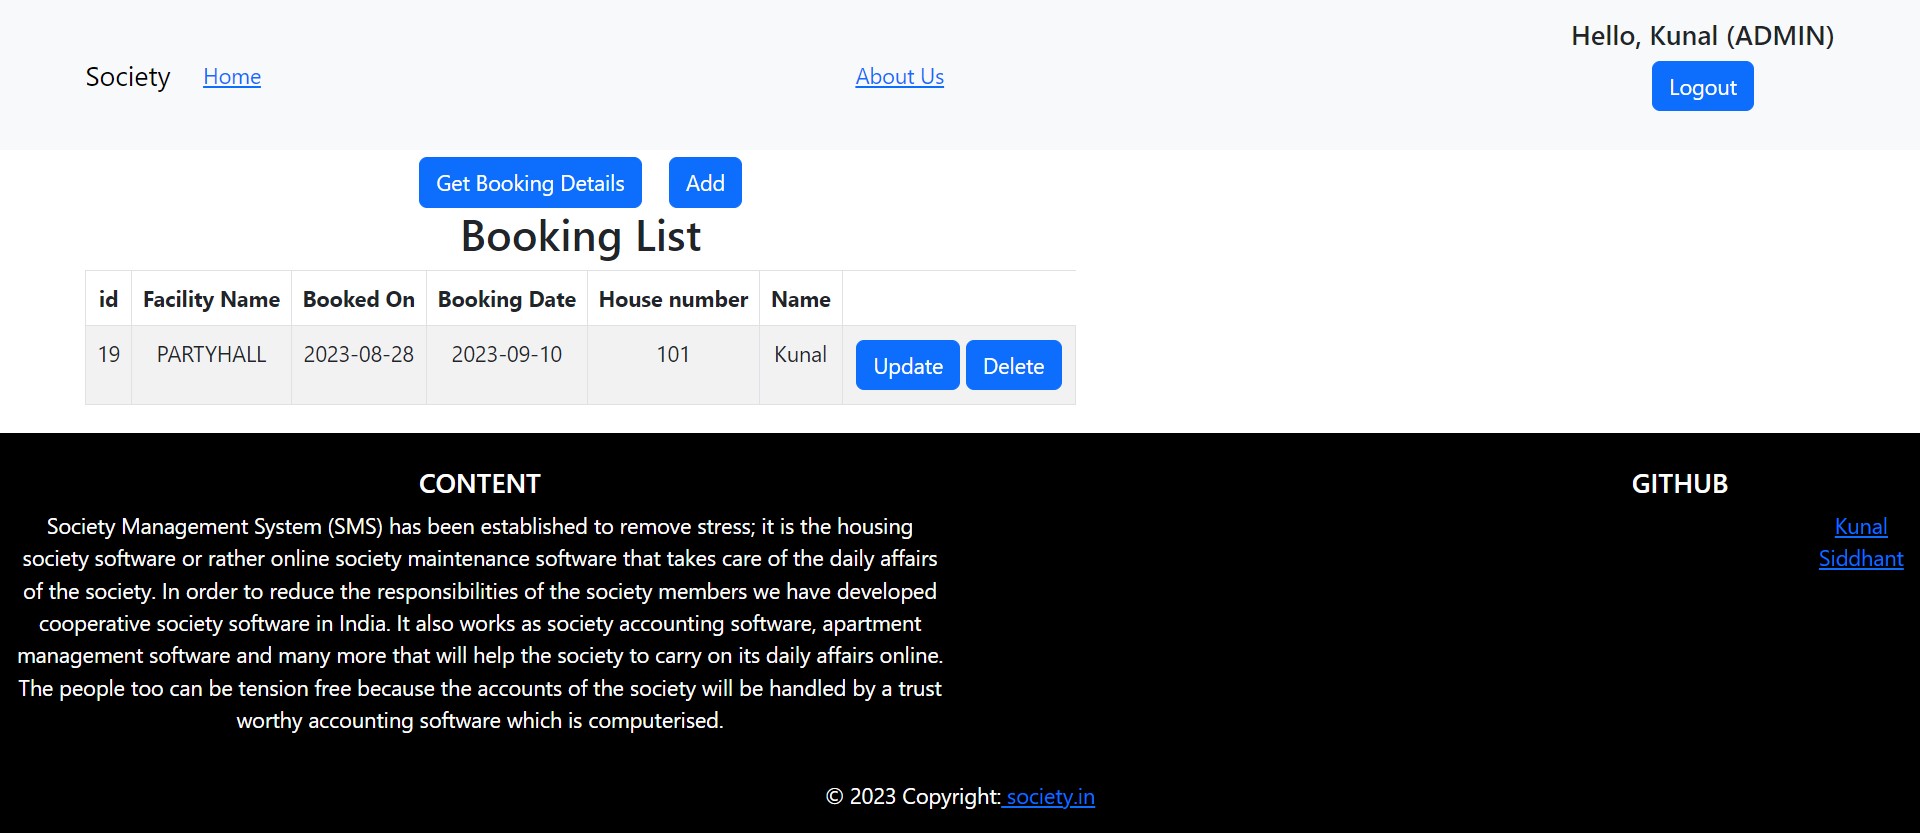 Hello, Kunal (ADMIN)
Society Home About Us
Logout
Get Booking Details Add
Booking List
id Facility Name Booked On Booking Date House number Name
19 PARTYHALL 2023-08-28 2023-09-10 101 Kunal Update Delete
CONTENT
Society Management System (SMS) has been established to remove stress; it is the housing
society software or rather online society maintenance software that takes care of the daily affairs
of the society. In order to reduce the responsibilities of the society members we have developed
cooperative society software in India. It also works as society accounting software, apartment
management software and many more that will help the society to carry on its daily affairs online.
The people too can be tension free because the accounts of the society will be handled by a trust
worthy accounting software which is computerised.
GITHUB
Kunal
Siddhant
© 2023 Copyright: society.in